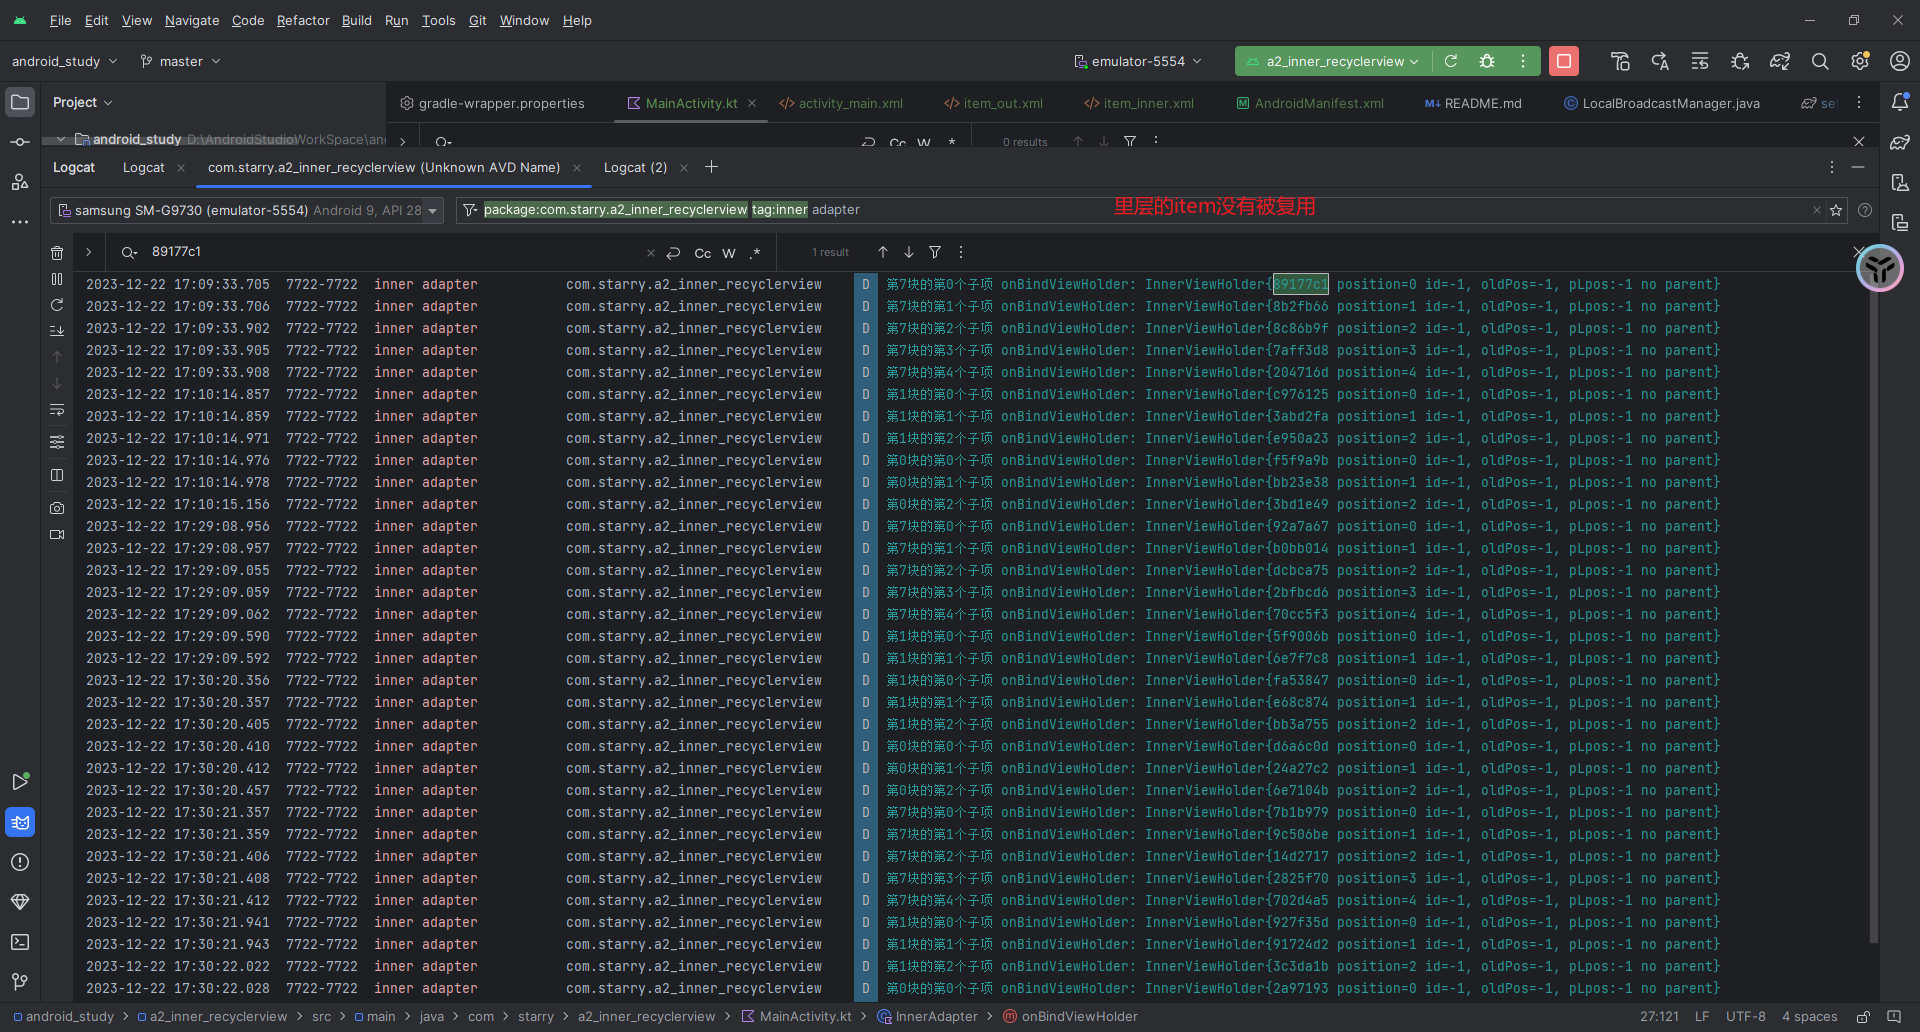 File Edit View Navigate Code Refactor Build Run Tools Git Window Help
android_study master emulator-5554 a2_inner_recyclerview
Project gradle-wrapper.properties MainActivity.kt activity_main.xml item_out.xml item_inner.xml AndroidManifest.xml README.md LocalBroadcastManager.java
android_study D:\AndroidStudio\WorkSpace\an Cc W .* 0 results
Logcat Logcat com.starry.a2_inner_recyclerview (Unknown AVD Name) Logcat (2)
samsung SM-G9730 (emulator-5554) Android 9, API 28 package:com.starry.a2_inner_recyclerview tag:inner adapter 里层的item没有被复用
89177c1 Cc W .* 1 result
2023-12-22 17:09:33.705 7722-7722 inner adapter com.starry.a2_inner_recyclerview D 第7块的第0个子项 onBindViewHolder: InnerViewHolder{89177c1 position=0 id=-1, oldPos=-1, pLpos:-1 no parent}
2023-12-22 17:09:33.706 7722-7722 inner adapter com.starry.a2_inner_recyclerview D 第7块的第1个子项 onBindViewHolder: InnerViewHolder{8b2fb66 position=1 id=-1, oldPos=-1, pLpos:-1 no parent}
2023-12-22 17:09:33.902 7722-7722 inner adapter com.starry.a2_inner_recyclerview D 第7块的第2个子项 onBindViewHolder: InnerViewHolder{8c86b9f position=2 id=-1, oldPos=-1, pLpos:-1 no parent}
2023-12-22 17:09:33.905 7722-7722 inner adapter com.starry.a2_inner_recyclerview D 第7块的第3个子项 onBindViewHolder: InnerViewHolder{7aff3d8 position=3 id=-1, oldPos=-1, pLpos:-1 no parent}
2023-12-22 17:09:33.908 7722-7722 inner adapter com.starry.a2_inner_recyclerview D 第7块的第4个子项 onBindViewHolder: InnerViewHolder{204716d position=4 id=-1, oldPos=-1, pLpos:-1 no parent}
2023-12-22 17:10:14.857 7722-7722 inner adapter com.starry.a2_inner_recyclerview D 第1块的第0个子项 onBindViewHolder: InnerViewHolder{c976125 position=0 id=-1, oldPos=-1, pLpos:-1 no parent}
2023-12-22 17:10:14.859 7722-7722 inner adapter com.starry.a2_inner_recyclerview D 第1块的第1个子项 onBindViewHolder: InnerViewHolder{3abd2fa position=1 id=-1, oldPos=-1, pLpos:-1 no parent}
2023-12-22 17:10:14.971 7722-7722 inner adapter com.starry.a2_inner_recyclerview D 第1块的第2个子项 onBindViewHolder: InnerViewHolder{e950a23 position=2 id=-1, oldPos=-1, pLpos:-1 no parent}
2023-12-22 17:10:14.976 7722-7722 inner adapter com.starry.a2_inner_recyclerview D 第0块的第0个子项 onBindViewHolder: InnerViewHolder{f5f9a9b position=0 id=-1, oldPos=-1, pLpos:-1 no parent}
2023-12-22 17:10:14.978 7722-7722 inner adapter com.starry.a2_inner_recyclerview D 第0块的第1个子项 onBindViewHolder: InnerViewHolder{bb23e38 position=1 id=-1, oldPos=-1, pLpos:-1 no parent}
2023-12-22 17:10:15.156 7722-7722 inner adapter com.starry.a2_inner_recyclerview D 第0块的第2个子项 onBindViewHolder: InnerViewHolder{3bd1e49 position=2 id=-1, oldPos=-1, pLpos:-1 no parent}
2023-12-22 17:29:08.956 7722-7722 inner adapter com.starry.a2_inner_recyclerview D 第7块的第0个子项 onBindViewHolder: InnerViewHolder{92a7a67 position=0 id=-1, oldPos=-1, pLpos:-1 no parent}
2023-12-22 17:29:08.957 7722-7722 inner adapter com.starry.a2_inner_recyclerview D 第7块的第1个子项 onBindViewHolder: InnerViewHolder{b0bb014 position=1 id=-1, oldPos=-1, pLpos:-1 no parent}
2023-12-22 17:29:09.055 7722-7722 inner adapter com.starry.a2_inner_recyclerview D 第7块的第2个子项 onBindViewHolder: InnerViewHolder{dcbca75 position=2 id=-1, oldPos=-1, pLpos:-1 no parent}
2023-12-22 17:29:09.059 7722-7722 inner adapter com.starry.a2_inner_recyclerview D 第7块的第3个子项 onBindViewHolder: InnerViewHolder{2bfbcd6 position=3 id=-1, oldPos=-1, pLpos:-1 no parent}
2023-12-22 17:29:09.062 7722-7722 inner adapter com.starry.a2_inner_recyclerview D 第7块的第4个子项 onBindViewHolder: InnerViewHolder{70cc5f3 position=4 id=-1, oldPos=-1, pLpos:-1 no parent}
2023-12-22 17:29:09.590 7722-7722 inner adapter com.starry.a2_inner_recyclerview D 第1块的第0个子项 onBindViewHolder: InnerViewHolder{5f9006b position=0 id=-1, oldPos=-1, pLpos:-1 no parent}
2023-12-22 17:29:09.592 7722-7722 inner adapter com.starry.a2_inner_recyclerview D 第1块的第1个子项 onBindViewHolder: InnerViewHolder{6e7f7c8 position=1 id=-1, oldPos=-1, pLpos:-1 no parent}
2023-12-22 17:30:20.356 7722-7722 inner adapter com.starry.a2_inner_recyclerview D 第1块的第0个子项 onBindViewHolder: InnerViewHolder{fa53847 position=0 id=-1, oldPos=-1, pLpos:-1 no parent}
2023-12-22 17:30:20.357 7722-7722 inner adapter com.starry.a2_inner_recyclerview D 第1块的第1个子项 onBindViewHolder: InnerViewHolder{e68c874 position=1 id=-1, oldPos=-1, pLpos:-1 no parent}
2023-12-22 17:30:20.405 7722-7722 inner adapter com.starry.a2_inner_recyclerview D 第1块的第2个子项 onBindViewHolder: InnerViewHolder{bb3a755 position=2 id=-1, oldPos=-1, pLpos:-1 no parent}
2023-12-22 17:30:20.410 7722-7722 inner adapter com.starry.a2_inner_recyclerview D 第0块的第0个子项 onBindViewHolder: InnerViewHolder{d6a6c0d position=0 id=-1, oldPos=-1, pLpos:-1 no parent}
2023-12-22 17:30:20.412 7722-7722 inner adapter com.starry.a2_inner_recyclerview D 第0块的第1个子项 onBindViewHolder: InnerViewHolder{24a27c2 position=1 id=-1, oldPos=-1, pLpos:-1 no parent}
2023-12-22 17:30:20.457 7722-7722 inner adapter com.starry.a2_inner_recyclerview D 第0块的第2个子项 onBindViewHolder: InnerViewHolder{6e7104b position=2 id=-1, oldPos=-1, pLpos:-1 no parent}
2023-12-22 17:30:21.357 7722-7722 inner adapter com.starry.a2_inner_recyclerview D 第7块的第0个子项 onBindViewHolder: InnerViewHolder{7b1b979 position=0 id=-1, oldPos=-1, pLpos:-1 no parent}
2023-12-22 17:30:21.359 7722-7722 inner adapter com.starry.a2_inner_recyclerview D 第7块的第1个子项 onBindViewHolder: InnerViewHolder{9c506be position=1 id=-1, oldPos=-1, pLpos:-1 no parent}
2023-12-22 17:30:21.406 7722-7722 inner adapter com.starry.a2_inner_recyclerview D 第7块的第2个子项 onBindViewHolder: InnerViewHolder{14d2717 position=2 id=-1, oldPos=-1, pLpos:-1 no parent}
2023-12-22 17:30:21.408 7722-7722 inner adapter com.starry.a2_inner_recyclerview D 第7块的第3个子项 onBindViewHolder: InnerViewHolder{2825f70 position=3 id=-1, oldPos=-1, pLpos:-1 no parent}
2023-12-22 17:30:21.412 7722-7722 inner adapter com.starry.a2_inner_recyclerview D 第7块的第4个子项 onBindViewHolder: InnerViewHolder{702d4a5 position=4 id=-1, oldPos=-1, pLpos:-1 no parent}
2023-12-22 17:30:21.941 7722-7722 inner adapter com.starry.a2_inner_recyclerview D 第1块的第0个子项 onBindViewHolder: InnerViewHolder{927f35d position=0 id=-1, oldPos=-1, pLpos:-1 no parent}
2023-12-22 17:30:21.943 7722-7722 inner adapter com.starry.a2_inner_recyclerview D 第1块的第1个子项 onBindViewHolder: InnerViewHolder{91724d2 position=1 id=-1, oldPos=-1, pLpos:-1 no parent}
2023-12-22 17:30:22.022 7722-7722 inner adapter com.starry.a2_inner_recyclerview D 第1块的第2个子项 onBindViewHolder: InnerViewHolder{3c3da1b position=2 id=-1, oldPos=-1, pLpos:-1 no parent}
2023-12-22 17:30:22.028 7722-7722 inner adapter com.starry.a2_inner_recyclerview D 第0块的第0个子项 onBindViewHolder: InnerViewHolder{2a97193 position=0 id=-1, oldPos=-1, pLpos:-1 no parent}
android_study a2_inner_recyclerview src main java com starry a2_inner_recyclerview MainActivity.kt InnerAdapter onBindViewHolder 27:121 LF UTF-8 4 spaces